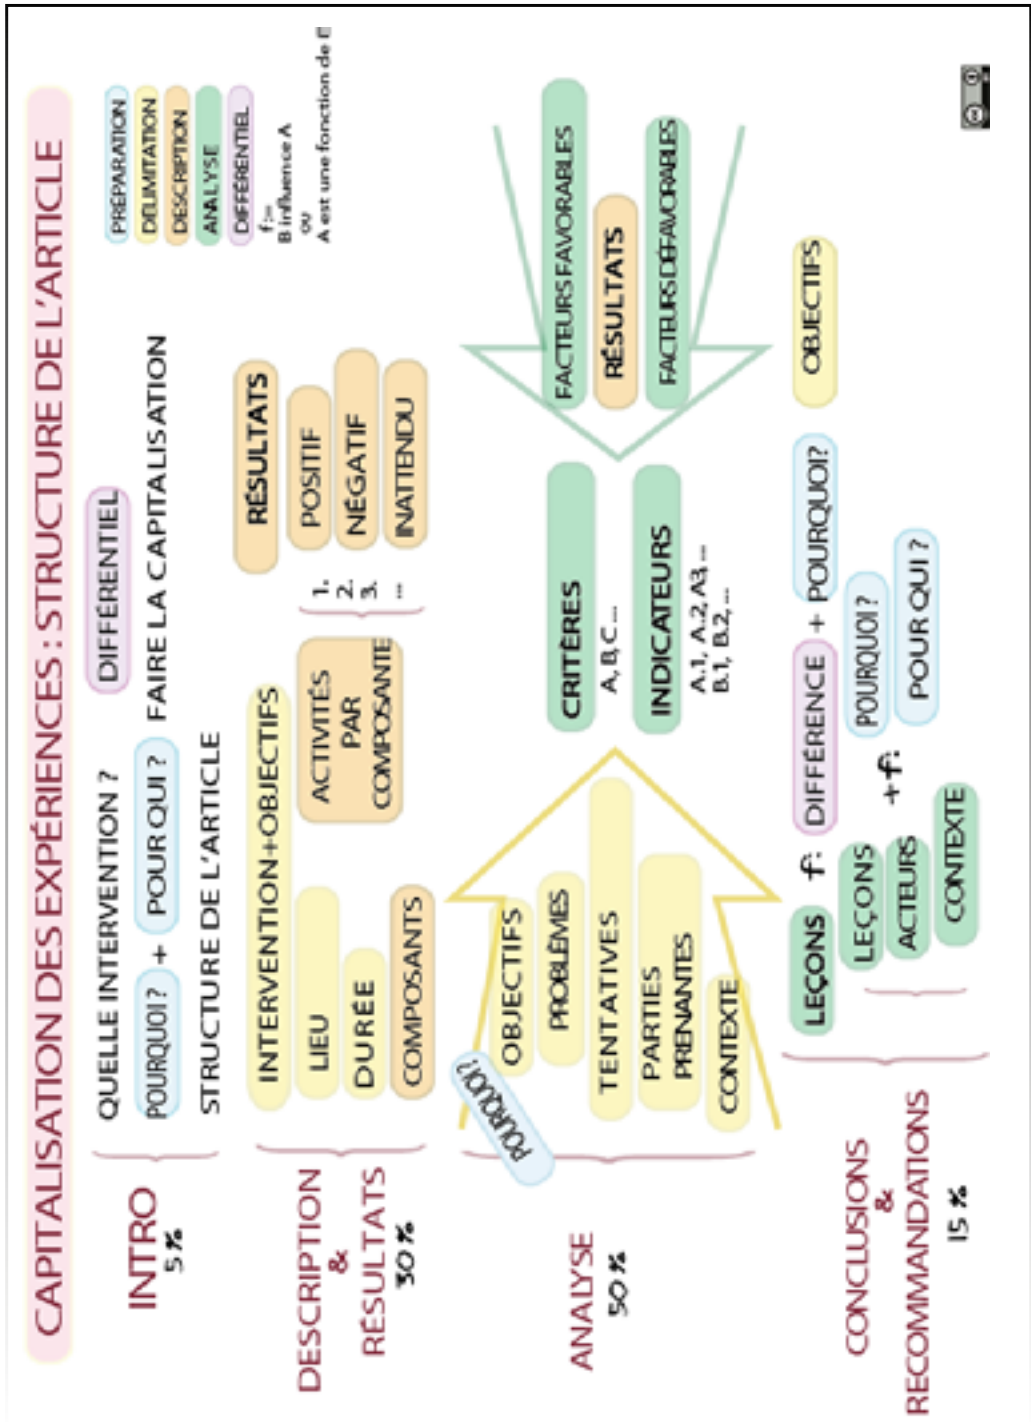 CAPITALISATION DES EXPÉRIENCES : STRUCTURE DE L'ARTICLE
PRÉPARATION
DÉLIMITATION
DESCRIPTION
ANALYSE
DIFFÉRENTIEL
f:=
B influence A
ou
A est une fonction de
INTRO
5 %
QUELLE INTERVENTION ?
DIFFÉRENTIEL
POURQUOI ? + POUR QUI ? FAIRE LA CAPITALISATION
STRUCTURE DE L'ARTICLE
DESCRIPTION
&
RÉSULTATS
30 %
INTERVENTION+OBJECTIFS
LIEU
DURÉE
COMPOSANTS
ACTIVITÉS
PAR
COMPOSANTE
1.
2.
3.
...
RÉSULTATS
POSITIF
NÉGATIF
INATTENDU
ANALYSE
50 %
POURQUOI ?
OBJECTIFS
PROBLÈMES
TENTATIVES
PARTIES
PRENANTES
CONTEXTE
CRITÈRES
A, B, C ...
INDICATEURS
A.1, A.2, A3 ...
B.1, B.2, ...
FACTEURS FAVORABLES
RÉSULTATS
FACTEURS DÉFAVORABLES
CONCLUSIONS
&
RECOMMANDATIONS
15 %
LEÇONS f: DIFFÉRENCE + POURQUOI? OBJECTIFS
LEÇONS
ACTEURS
CONTEXTE
+f:
POURQUOI ?
POUR QUI ?
cc